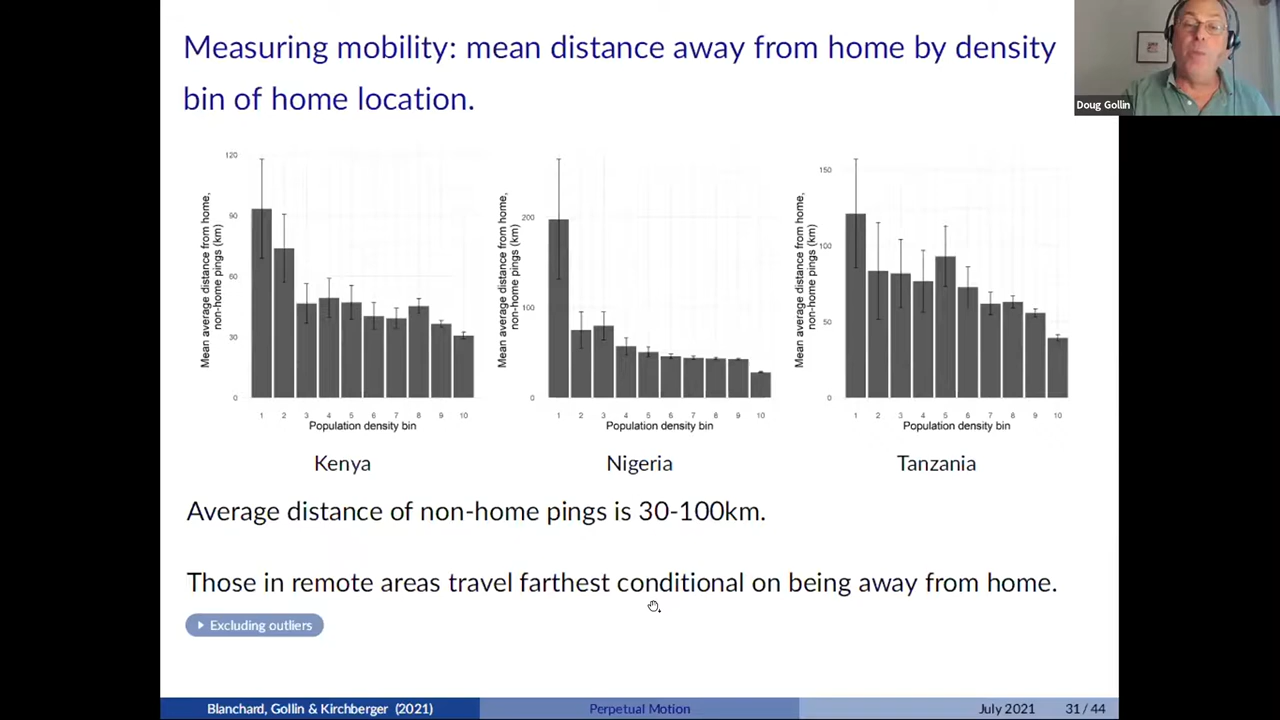 Measuring mobility: mean distance away from home by density
bin of home location.
Doug Gollin
Mean average distance from home,
non-home pings (km)
120
90
60
30
0
1 2 3 4 5 6 7 8 9 10
Population density bin
Kenya
Mean average distance from home,
non-home pings (km)
200
100
0
1 2 3 4 5 6 7 8 9 10
Population density bin
Nigeria
Mean average distance from home,
non-home pings (km)
150
100
50
0
1 2 3 4 5 6 7 8 9 10
Population density bin
Tanzania
Average distance of non-home pings is 30-100km.
Those in remote areas travel farthest conditional on being away from home.
Excluding outliers
Blanchard, Gollin & Kirchberger (2021)
Perpetual Motion
July 2021
31 / 44